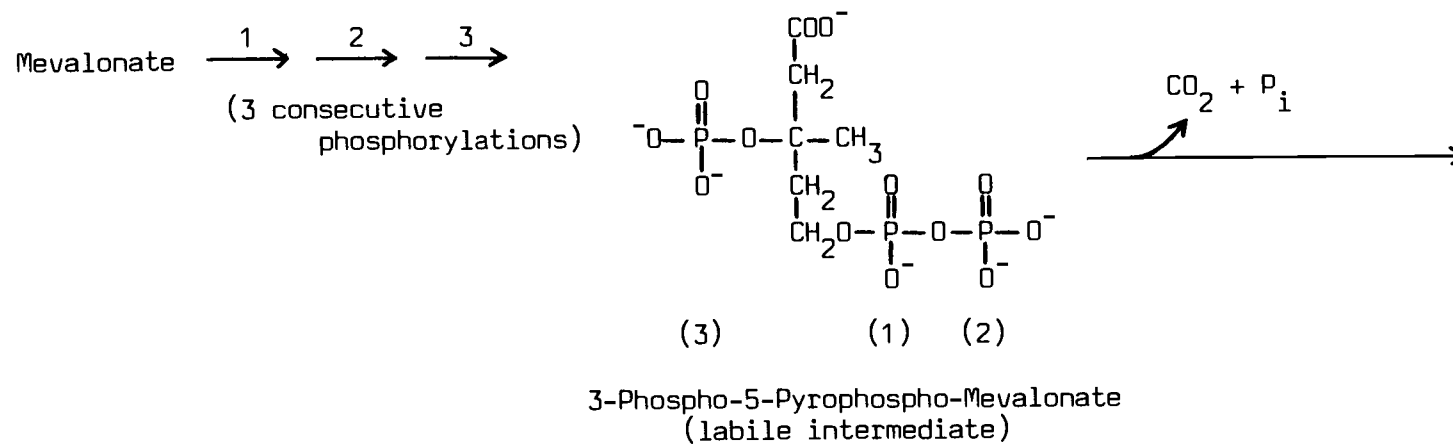 Mevalonate 1 2 3
(3 consecutive
phosphorylations)
COO⁻
CH₂
O
⁻O—P—O—C—CH₃
O⁻
CH₂ O O
CH₂O—P—O—P—O⁻
O⁻ O⁻
(3) (1) (2)
3-Phospho-5-Pyrophospho-Mevalonate
(labile intermediate)
CO₂ + Pᵢ